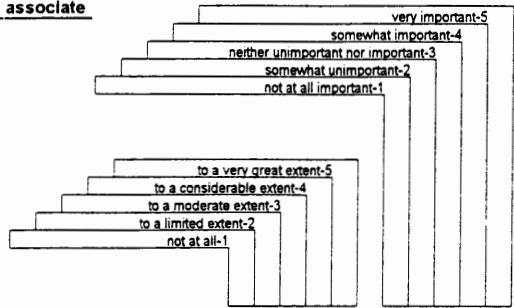 associate
very important-5
somewhat important-4
neither unimportant nor important-3
somewhat unimportant-2
not at all important-1
to a very great extent-5
to a considerable extent-4
to a moderate extent-3
to a limited extent-2
not at all-1